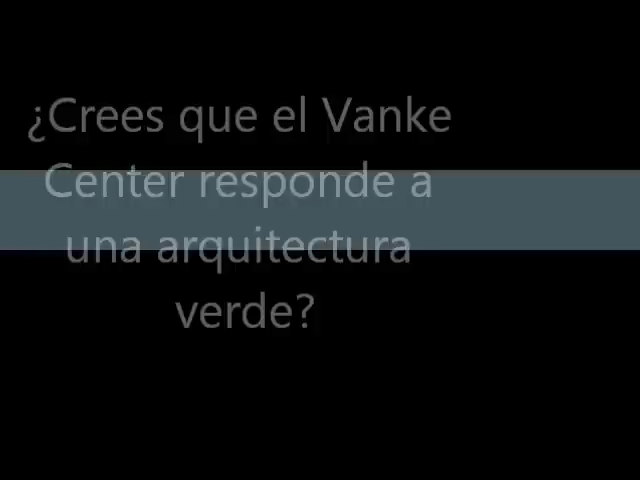 ¿Crees que el Vanke
Center responde a
una arquitectura
verde?